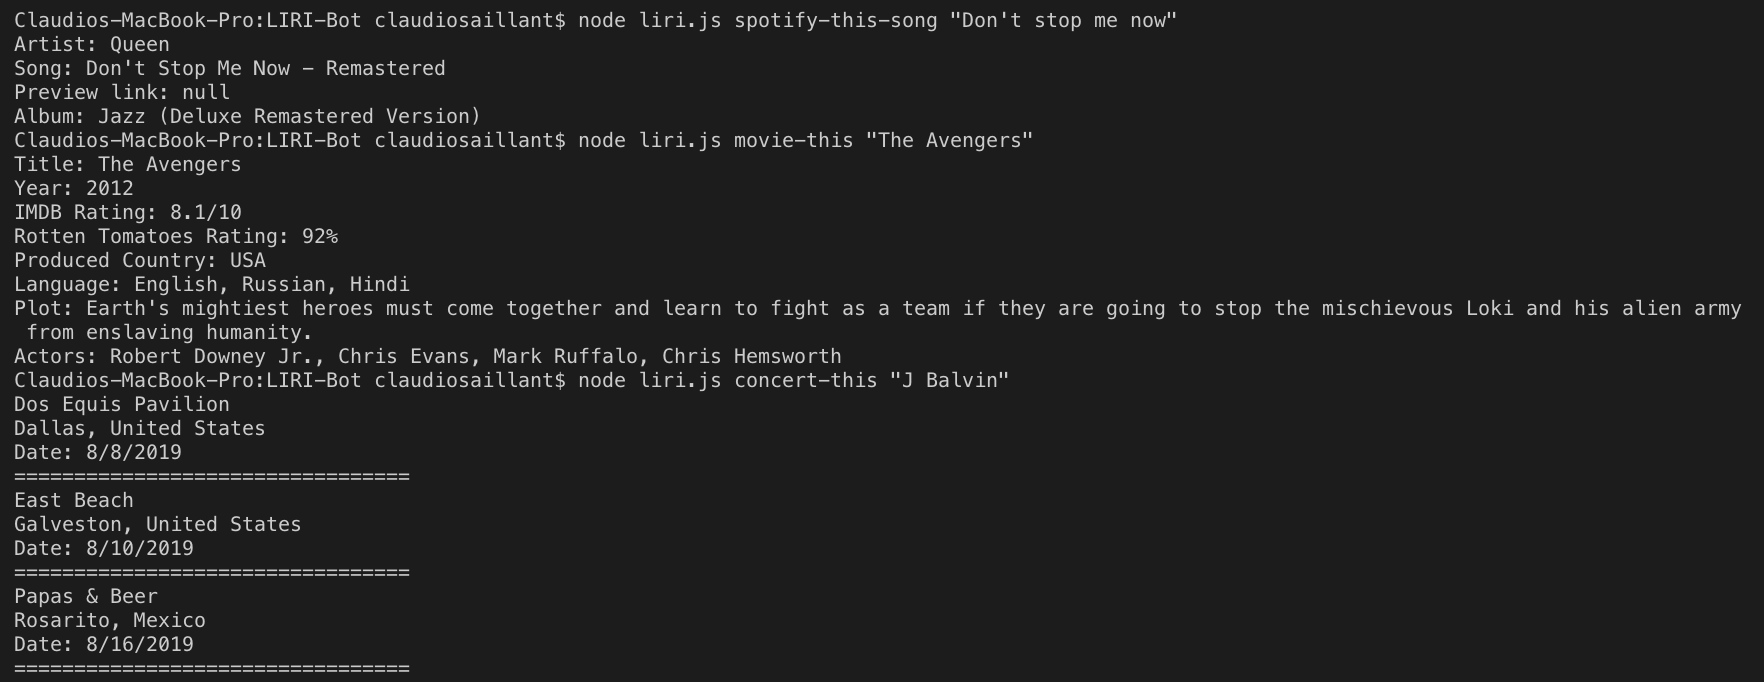 Claudios-MacBook-Pro:LIRI-Bot claudiosaillant$ node liri.js spotify-this-song "Don't stop me now"
Artist: Queen
Song: Don't Stop Me Now - Remastered
Preview link: null
Album: Jazz (Deluxe Remastered Version)
Claudios-MacBook-Pro:LIRI-Bot claudiosaillant$ node liri.js movie-this "The Avengers"
Title: The Avengers
Year: 2012
IMDB Rating: 8.1/10
Rotten Tomatoes Rating: 92%
Produced Country: USA
Language: English, Russian, Hindi
Plot: Earth's mightiest heroes must come together and learn to fight as a team if they are going to stop the mischievous Loki and his alien army
 from enslaving humanity.
Actors: Robert Downey Jr., Chris Evans, Mark Ruffalo, Chris Hemsworth
Claudios-MacBook-Pro:LIRI-Bot claudiosaillant$ node liri.js concert-this "J Balvin"
Dos Equis Pavilion
Dallas, United States
Date: 8/8/2019
=================================
East Beach
Galveston, United States
Date: 8/10/2019
=================================
Papas & Beer
Rosarito, Mexico
Date: 8/16/2019
=================================